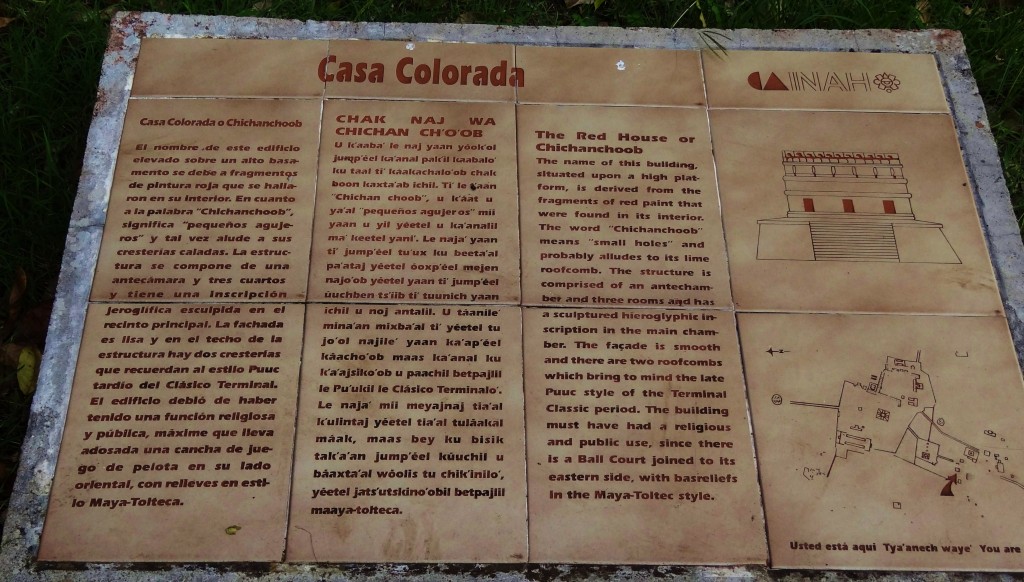 Casa Colorada
INAH
Casa Colorada o Chichanchoob
El nombre de este edificio
elevado sobre un alto basa-
mento se debe a fragmentos
de pintura roja que se halla-
ron en su interior. En cuanto
a la palabra "Chichanchoob",
significa "pequeños aguje-
ros" y tal vez alude a sus
cresterías caladas. La estruc-
tura se compone de una
antecámara y tres cuartos
y tiene una inscripción
jeroglífica esculpida en el
recinto principal. La fachada
es lisa y en el techo de la
estructura hay dos cresterías
que recuerdan al estilo Puuc
tardío del Clásico Terminal.
El edificio debió de haber
tenido una función religiosa
y pública, máxime que lleva
adosada una cancha de jue-
go de pelota en su lado
oriental, con relieves en esti-
lo Maya-Tolteca.
CHAK NAJ WA
CHICHAN CH'O'OB
U k'aaba' le naj yaan yóok'ol
jump'éel ka'anal pak'il kaabalo'
ku taal ti' k'áak'achalo'ob chak
boon kaxta'ab ichil. Ti' le t'aan
"Chichan choob", u k'áat u
ya'al "pequeños agujeros" mii
yaan u yil yéetel u ka'analil
ma' k'eetel yani'. Le naja' yaan
ti' jump'éel tu'ux ku beeta'al
pa'ataj yéetel óoxp'éel mejen
najo'ob yéetel yaan ti' jump'éel
úuchben ts'íib ti' tuunich yaan
ichil u noj antalil. U táanile'
mina'an mixba'al ti' yéetel tu
jo'ol najile' yaan ka'ap'éel
k'áacho'ob maas ka'anal ku
k'a'ajsik'o'ob u paachil betpajlil
le Pu'ukil le Clásico Terminalo'.
Le naja' mii meyajnaj tia'al
k'ulintaj yéetel tia'al tuláakal
máak, maas bey ku bisik
tak'a'an jump'éel kúuchil u
báaxta'al wóolis tu chik'inilo',
yéetel jats'utskino'obil betpajlil
maaya-tolteca.
The Red House or
Chichanchoob
The name of this building,
situated upon a high plat-
form, is derived from the
fragments of red paint that
were found in its interior.
The word "Chichanchoob"
means "small holes" and
probably alludes to its lime
roofcomb. The structure is
comprised of an antecham-
ber and three rooms and has
a sculptured hieroglyphic in-
scription in the main cham-
ber. The façade is smooth
and there are two roofcombs
which bring to mind the late
Puuc style of the Terminal
Classic period. The building
must have had a religious
and public use, since there
is a Ball Court joined to its
eastern side, with basreliefs
in the Maya-Toltec style.
Usted está aquí Tya'anech waye' You are